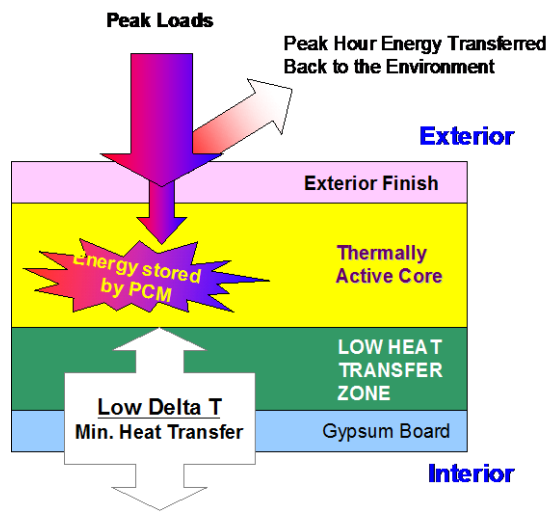 Peak Loads
Peak Hour Energy Transferred
Back to the Environment
Exterior
Exterior Finish
Energy stored
by PCM
Thermally
Active Core
LOW HEAT
TRANSFER
ZONE
Low Delta T
Min. Heat Transfer
Gypsum Board
Interior